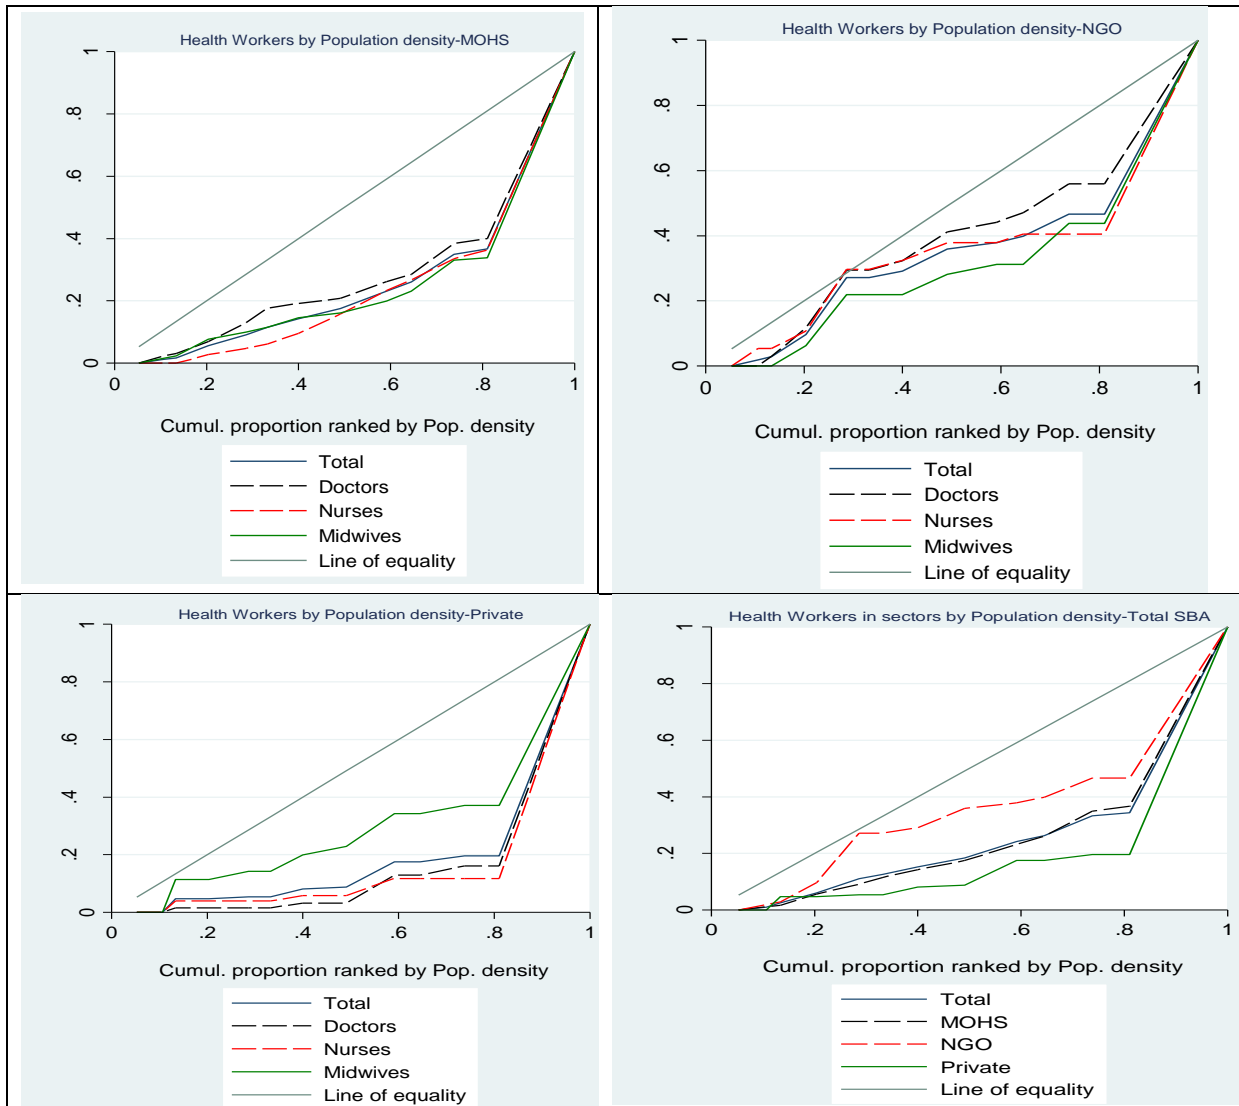 Health Workers by Population density-MOHS
1
.8
.6
.4
.2
0
0 .2 .4 .6 .8 1
Cumul. proportion ranked by Pop. density
Total
Doctors
Nurses
Midwives
Line of equality
Health Workers by Population density-NGO
1
.8
.6
.4
.2
0
0 .2 .4 .6 .8 1
Cumul. proportion ranked by Pop. density
Total
Doctors
Nurses
Midwives
Line of equality
Health Workers by Population density-Private
1
.8
.6
.4
.2
0
0 .2 .4 .6 .8 1
Cumul. proportion ranked by Pop. density
Total
Doctors
Nurses
Midwives
Line of equality
Health Workers in sectors by Population density-Total SBA
1
.8
.6
.4
.2
0
0 .2 .4 .6 .8 1
Cumul. proportion ranked by Pop. density
Total
MOHS
NGO
Private
Line of equality